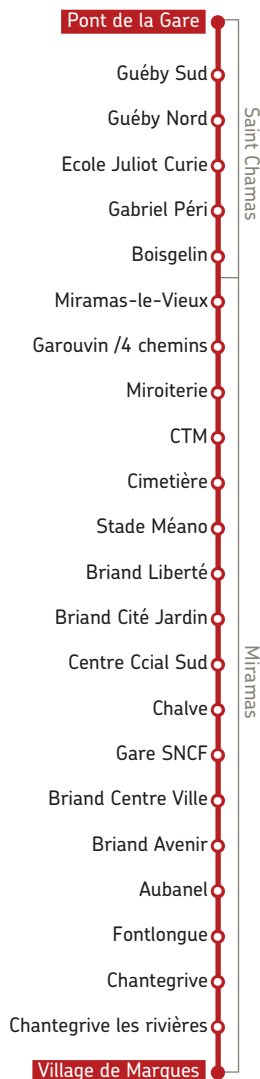 Pont de la Gare
Guéby Sud
Guéby Nord
Ecole Juliot Curie
Gabriel Péri
Boisgelin
Saint Chamas
Miramas-le-Vieux
Garouvin /4 chemins
Miroiterie
CTM
Cimetière
Stade Méano
Briand Liberté
Briand Cité Jardin
Centre Ccial Sud
Chalve
Gare SNCF
Briand Centre Ville
Briand Avenir
Aubanel
Fontlongue
Chantegrive
Chantegrive les rivières
Village de Marques
Miramas